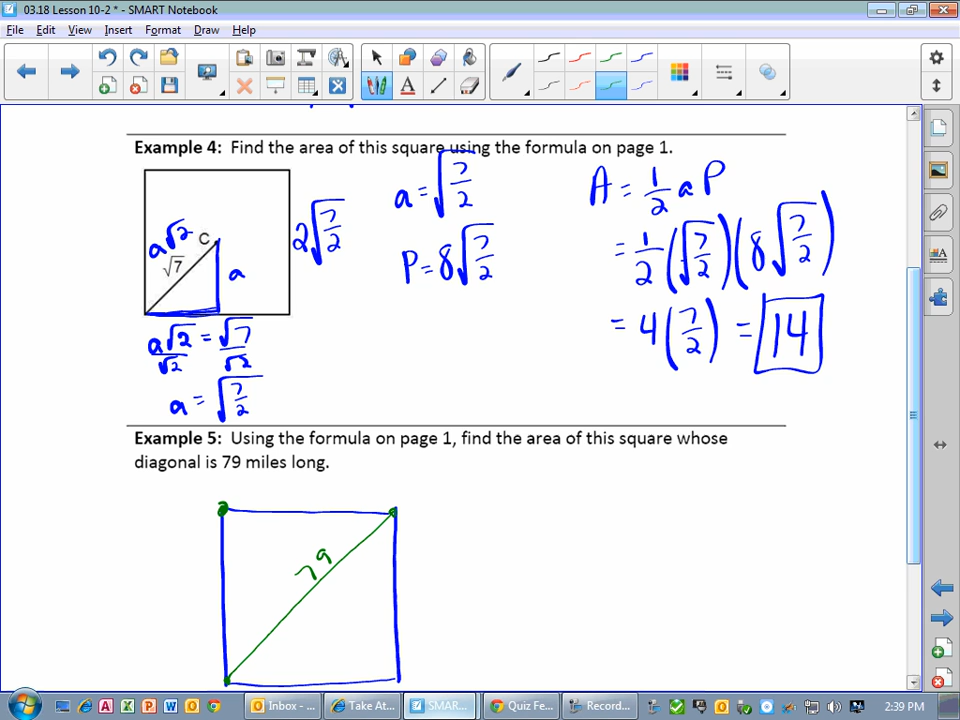 03.18 Lesson 10-2 * - SMART Notebook
File Edit View Insert Format Draw Help
Example 4: Find the area of this square using the formula on page 1.
a√2 C
√7
a
2√7/2
a√2 = √7
√2 √2
a = √7/2
a = √7/2
P = 8√7/2
A = 1/2 a P
= 1/2 (√7/2)(8√7/2)
= 4(7/2) = 14
Example 5: Using the formula on page 1, find the area of this square whose
diagonal is 79 miles long.
79
Inbox - ... Take At... SMAR... Quiz Fe... Record... 2:39 PM